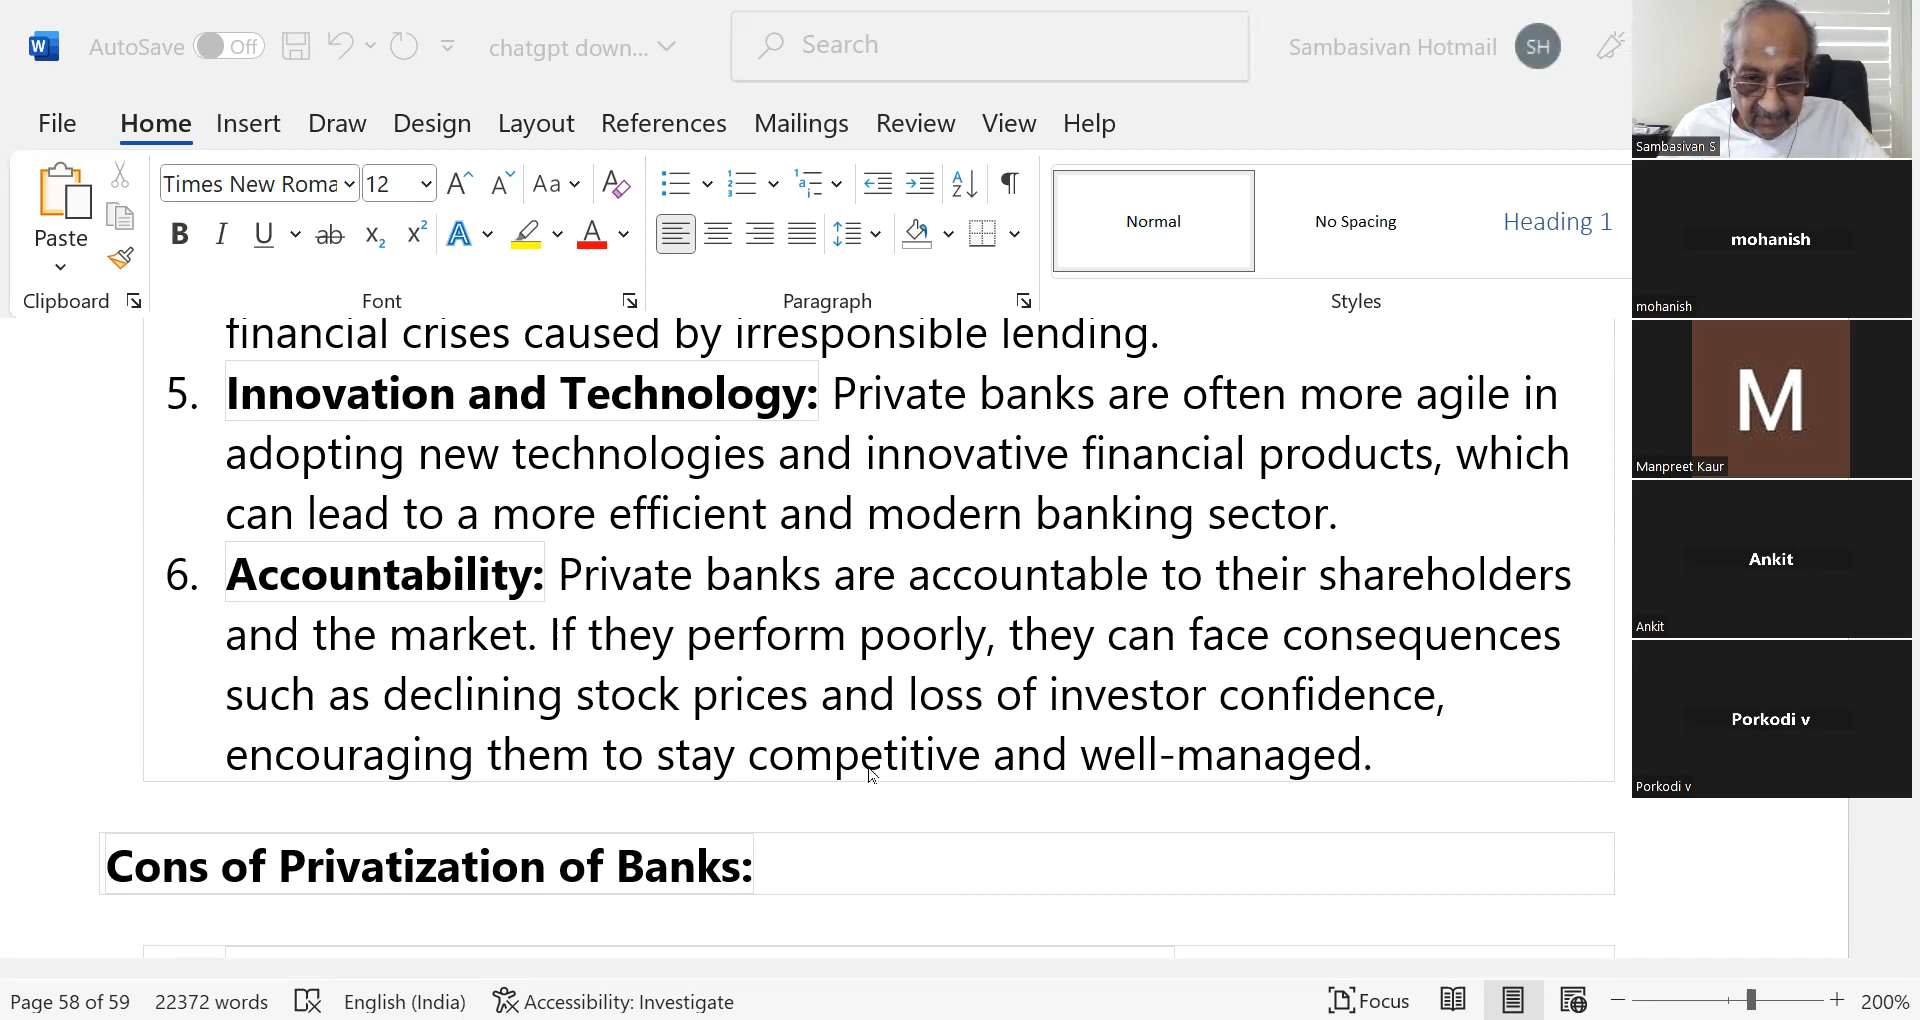 AutoSave Off chatgpt down... Search Sambasivan Hotmail SH
File Home Insert Draw Design Layout References Mailings Review View Help
Paste
Clipboard
Times New Roma 12
Font
Paragraph
Normal
No Spacing
Heading 1
Styles
financial crises caused by irresponsible lending.
5. Innovation and Technology: Private banks are often more agile in
adopting new technologies and innovative financial products, which
can lead to a more efficient and modern banking sector.
6. Accountability: Private banks are accountable to their shareholders
and the market. If they perform poorly, they can face consequences
such as declining stock prices and loss of investor confidence,
encouraging them to stay competitive and well-managed.
Cons of Privatization of Banks:
Sambasivan S
mohanish
mohanish
M
Manpreet Kaur
Ankit
Ankit
Porkodi v
Porkodi v
Page 58 of 59 22372 words English (India) Accessibility: Investigate Focus 200%